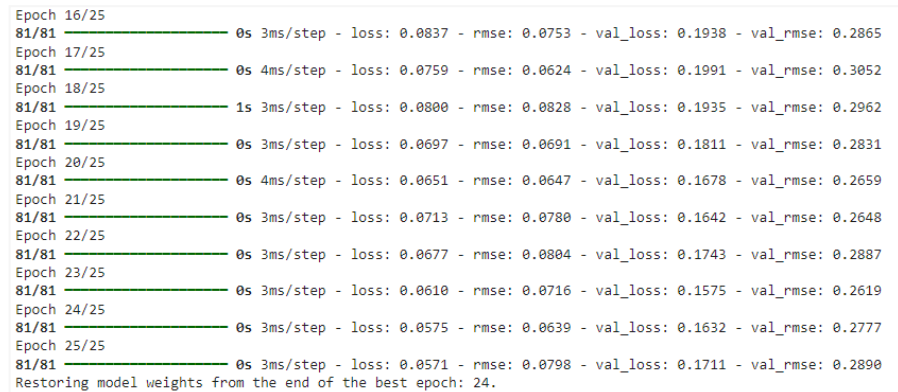 Epoch 16/25
81/81 ━━━━━━━━━━━━━━━━━━━━ 0s 3ms/step - loss: 0.0837 - rmse: 0.0753 - val_loss: 0.1938 - val_rmse: 0.2865
Epoch 17/25
81/81 ━━━━━━━━━━━━━━━━━━━━ 0s 4ms/step - loss: 0.0759 - rmse: 0.0624 - val_loss: 0.1991 - val_rmse: 0.3052
Epoch 18/25
81/81 ━━━━━━━━━━━━━━━━━━━━ 1s 3ms/step - loss: 0.0800 - rmse: 0.0828 - val_loss: 0.1935 - val_rmse: 0.2962
Epoch 19/25
81/81 ━━━━━━━━━━━━━━━━━━━━ 0s 3ms/step - loss: 0.0697 - rmse: 0.0691 - val_loss: 0.1811 - val_rmse: 0.2831
Epoch 20/25
81/81 ━━━━━━━━━━━━━━━━━━━━ 0s 4ms/step - loss: 0.0651 - rmse: 0.0647 - val_loss: 0.1678 - val_rmse: 0.2659
Epoch 21/25
81/81 ━━━━━━━━━━━━━━━━━━━━ 0s 3ms/step - loss: 0.0713 - rmse: 0.0780 - val_loss: 0.1642 - val_rmse: 0.2648
Epoch 22/25
81/81 ━━━━━━━━━━━━━━━━━━━━ 0s 3ms/step - loss: 0.0677 - rmse: 0.0804 - val_loss: 0.1743 - val_rmse: 0.2887
Epoch 23/25
81/81 ━━━━━━━━━━━━━━━━━━━━ 0s 3ms/step - loss: 0.0610 - rmse: 0.0716 - val_loss: 0.1575 - val_rmse: 0.2619
Epoch 24/25
81/81 ━━━━━━━━━━━━━━━━━━━━ 0s 3ms/step - loss: 0.0575 - rmse: 0.0639 - val_loss: 0.1632 - val_rmse: 0.2777
Epoch 25/25
81/81 ━━━━━━━━━━━━━━━━━━━━ 0s 3ms/step - loss: 0.0571 - rmse: 0.0798 - val_loss: 0.1711 - val_rmse: 0.2890
Restoring model weights from the end of the best epoch: 24.